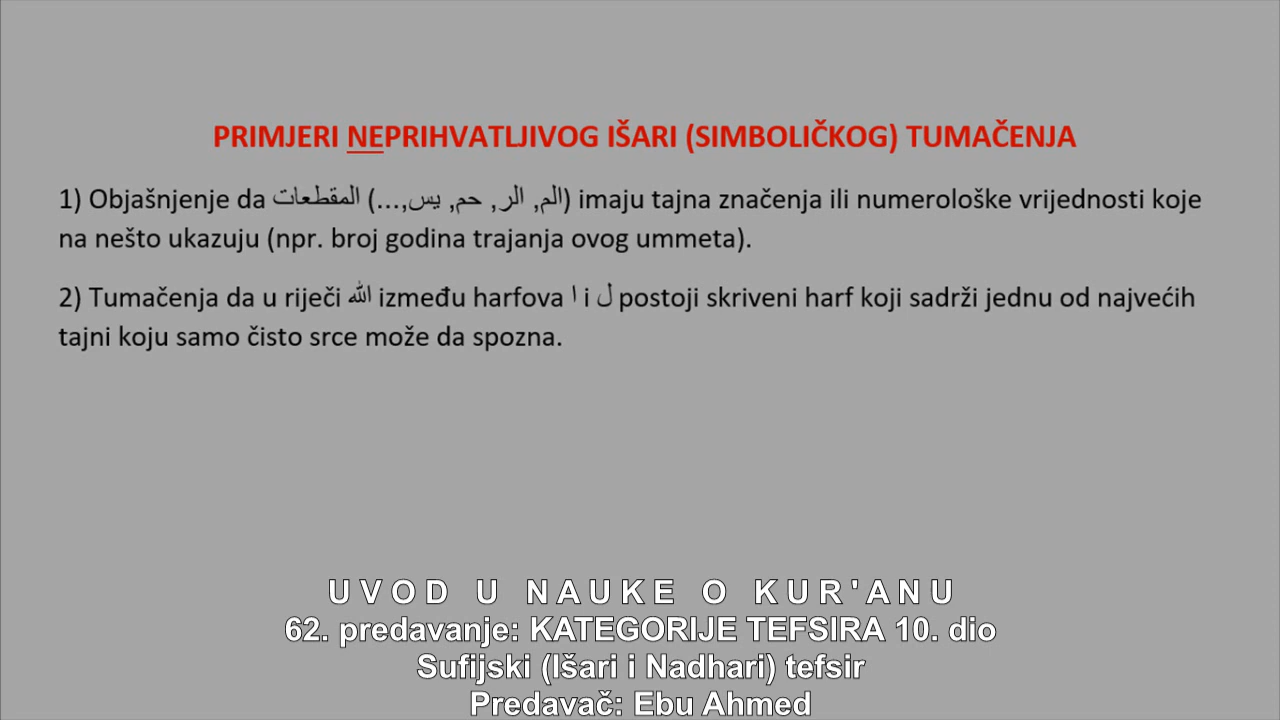 PRIMJERI NEPRIHVATLJIVOG IŠARI (SIMBOLIČKOG) TUMAČENJA
1) Objašnjenje da المقطعات (الم, الر, حم, يس,...) imaju tajna značenja ili numerološke vrijednosti koje
na nešto ukazuju (npr. broj godina trajanja ovog ummeta).
2) Tumačenja da u riječi الله između harfova ا i ل postoji skriveni harf koji sadrži jednu od najvećih
tajni koju samo čisto srce može da spozna.
UVOD U NAUKE O KUR'ANU
62. predavanje: KATEGORIJE TEFSIRA 10. dio
Sufijski (Išari i Nadhari) tefsir
Predavač: Ebu Ahmed